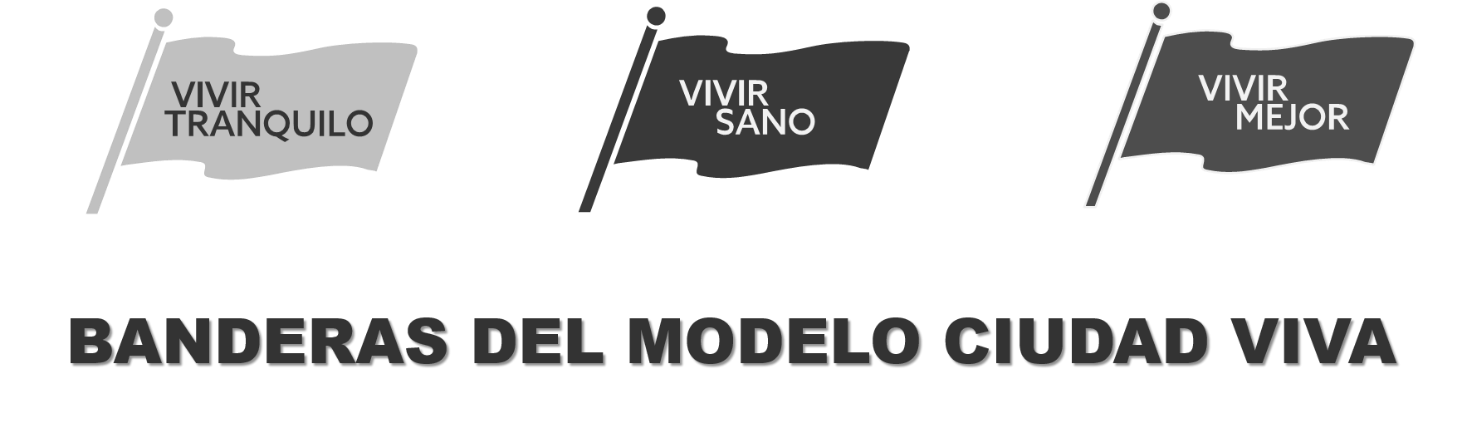 VIVIR
TRANQUILO
VIVIR
SANO
VIVIR
MEJOR
BANDERAS DEL MODELO CIUDAD VIVA